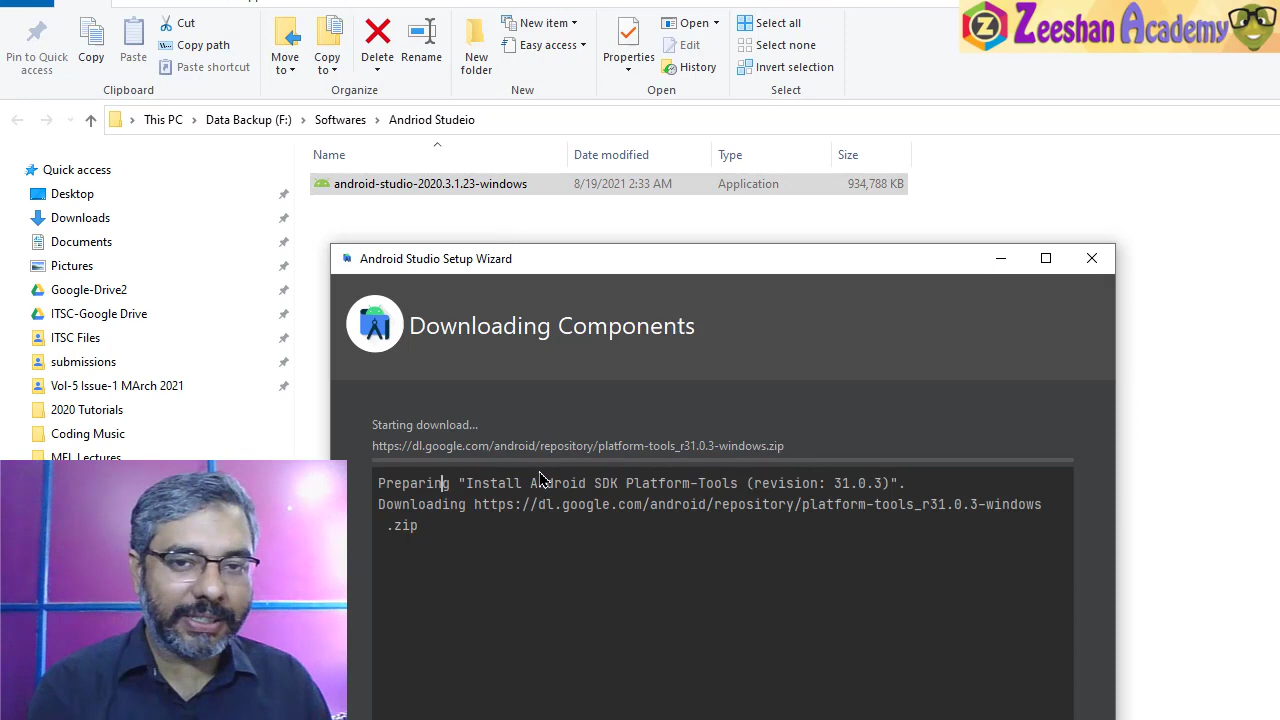 Zeeshan Academy
Pin to Quick access
Copy
Paste
Cut
Copy path
Paste shortcut
Clipboard
Move to
Copy to
Delete
Rename
Organize
New folder
New item
Easy access
New
Properties
Open
Edit
History
Open
Select all
Select none
Invert selection
Select
This PC > Data Backup (F:) > Softwares > Andriod Studeio
Name Date modified Type Size
android-studio-2020.3.1.23-windows 8/19/2021 2:33 AM Application 934,788 KB
Quick access
Desktop
Downloads
Documents
Pictures
Google-Drive2
ITSC-Google Drive
ITSC Files
submissions
Vol-5 Issue-1 MArch 2021
2020 Tutorials
Coding Music
Android Studio Setup Wizard
Downloading Components
Starting download...
https://dl.google.com/android/repository/platform-tools_r31.0.3-windows.zip
Preparing "Install Android SDK Platform-Tools (revision: 31.0.3)".
Downloading https://dl.google.com/android/repository/platform-tools_r31.0.3-windows
.zip